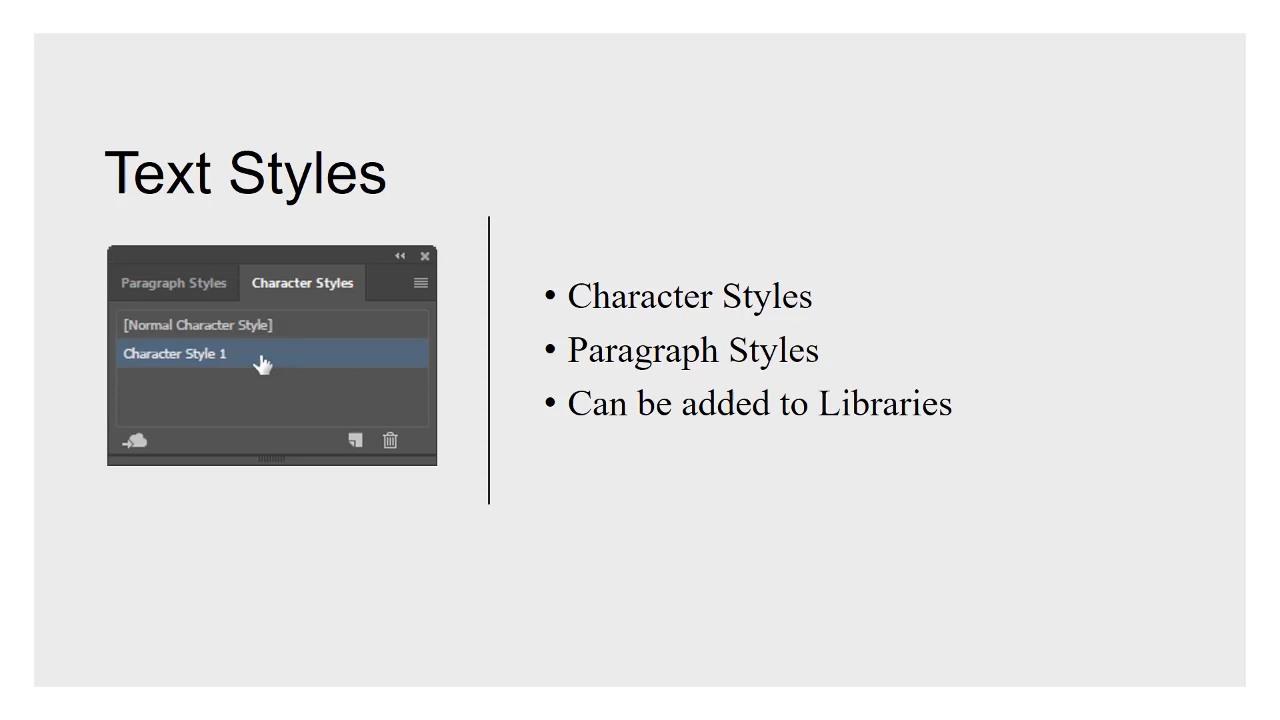 Text Styles
Paragraph Styles
Character Styles
[Normal Character Style]
Character Style 1
• Character Styles
• Paragraph Styles
• Can be added to Libraries